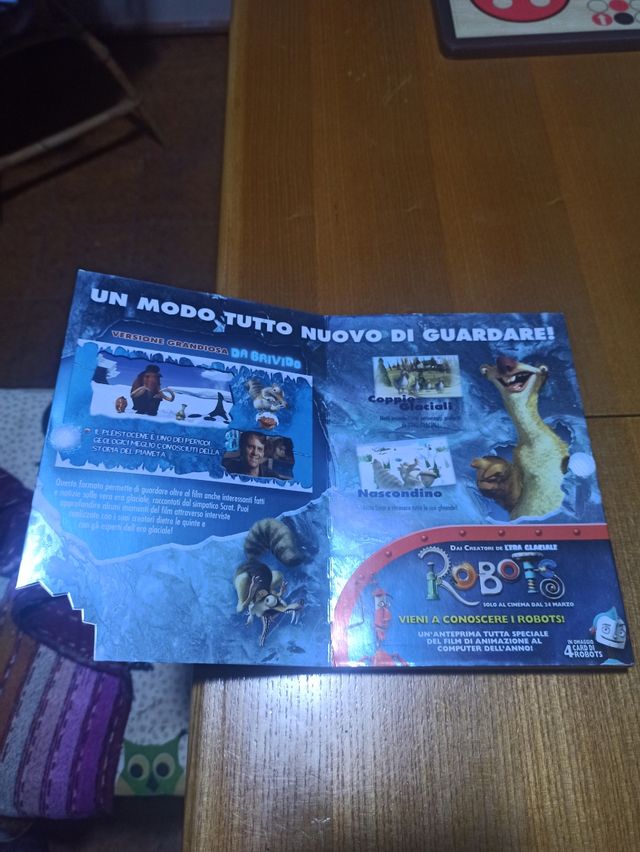 UN MODO TUTTO NUOVO DI GUARDARE!
VERSIONE GRANDIOSA DA BRIVIDO
IL PLEISTOCENE È UNO DEI PERIODI
GEOLOGICI MEGLIO CONOSCIUTI DELLA
STORIA DEL PIANETA
Questo formato permette di guardare oltre al film anche interessanti fatti
e notizie sulla vera era glaciale, raccontati dal simpatico Scrat. Puoi
approfondire alcuni momenti del film attraverso interviste
con i suoi creatori dietro le quinte e
con gli esperti dell'era glaciale!
Coppie
Glaciali
Nascondino
DAI CREATORI DE L'ERA GLACIALE
ROBOTS
SOLO AL CINEMA DAL 24 MARZO
VIENI A CONOSCERE I ROBOTS!
UN'ANTEPRIMA TUTTA SPECIALE
DEL FILM DI ANIMAZIONE AL
COMPUTER DELL'ANNO!
IN OMAGGIO
4 CARD DI
ROBOTS
1